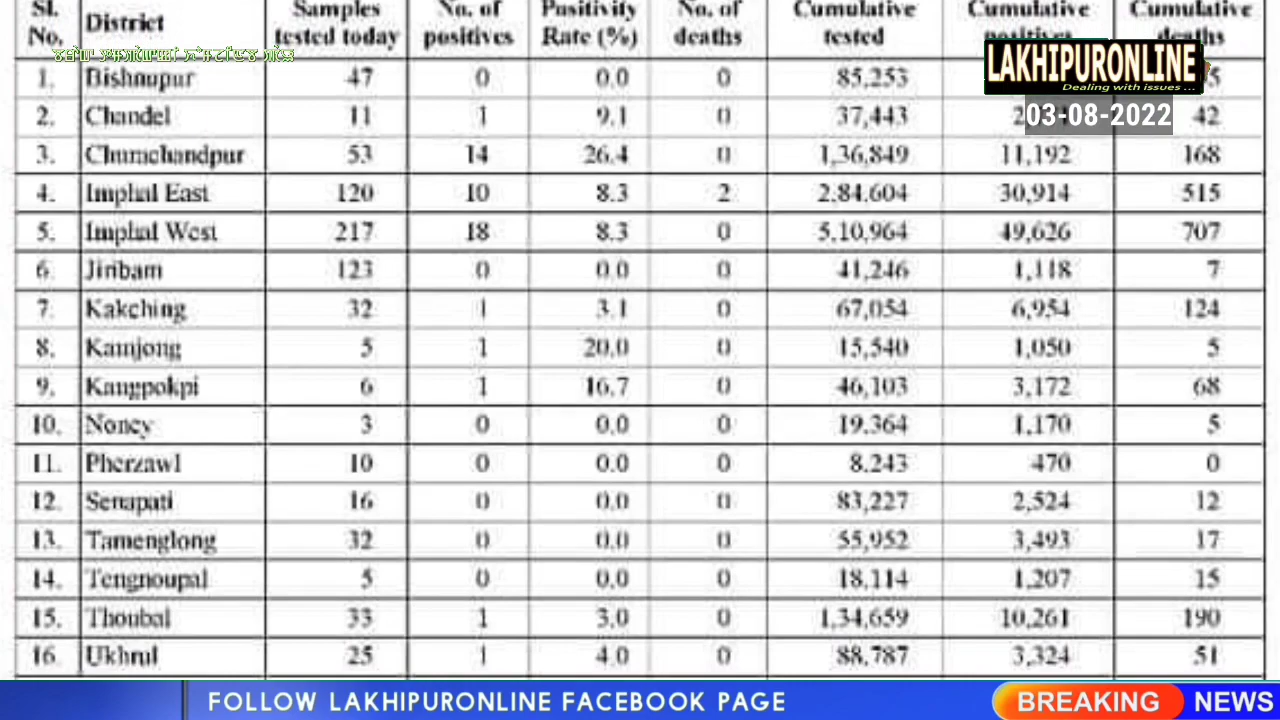 Sl. No. District Samples tested today No. of positives Positivity Rate (%) No. of deaths Cumulative tested Cumulative positives Cumulative deaths
LAKHIPURONLINE
Dealing with issues ...
03-08-2022
1. Bishnupur 47 0 0.0 0 85,253
2. Chandel 11 1 9.1 0 37,443 42
3. Churachandpur 53 14 26.4 0 1,36,849 11,192 168
4. Imphal East 120 10 8.3 2 2,84,604 30,914 515
5. Imphal West 217 18 8.3 0 5,10,964 49,626 707
6. Jiribam 123 0 0.0 0 41,246 1,118 7
7. Kakching 32 1 3.1 0 67,054 6,954 124
8. Kamjong 5 1 20.0 0 15,540 1,050 5
9. Kangpokpi 6 1 16.7 0 46,103 3,172 68
10. Noney 3 0 0.0 0 19,364 1,170 5
11. Pherzawl 10 0 0.0 0 8,243 470 0
12. Senapati 16 0 0.0 0 83,227 2,524 12
13. Tamenglong 32 0 0.0 0 55,952 3,493 17
14. Tengnoupal 5 0 0.0 0 18,114 1,207 15
15. Thoubal 33 1 3.0 0 1,34,659 10,261 190
16. Ukhrul 25 1 4.0 0 88,787 3,324 51
FOLLOW LAKHIPURONLINE FACEBOOK PAGE
BREAKING NEWS